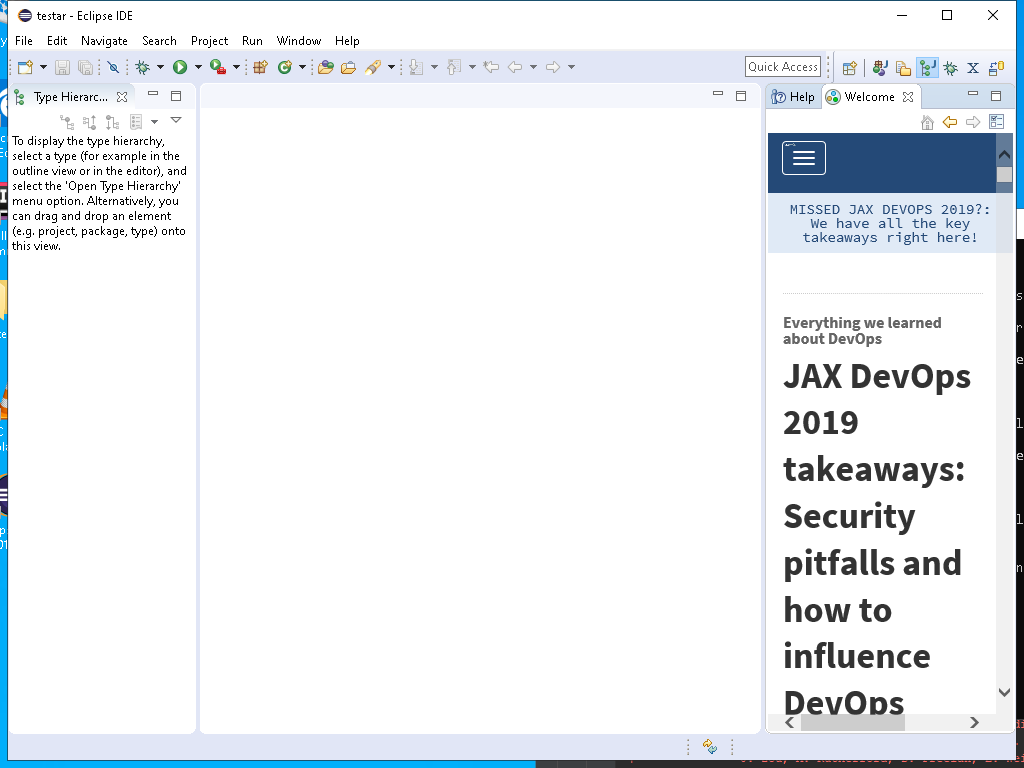 testar - Eclipse IDE
File Edit Navigate Search Project Run Window Help
Quick Access
Type Hierarc...
Help
Welcome
To display the type hierarchy,
select a type (for example in the
outline view or in the editor), and
select the 'Open Type Hierarchy'
menu option. Alternatively, you
can drag and drop an element
(e.g. project, package, type) onto
this view.
MISSED JAX DEVOPS 2019?:
We have all the key
takeaways right here!
Everything we learned
about DevOps
JAX DevOps
2019
takeaways:
Security
pitfalls and
how to
influence
DevOps